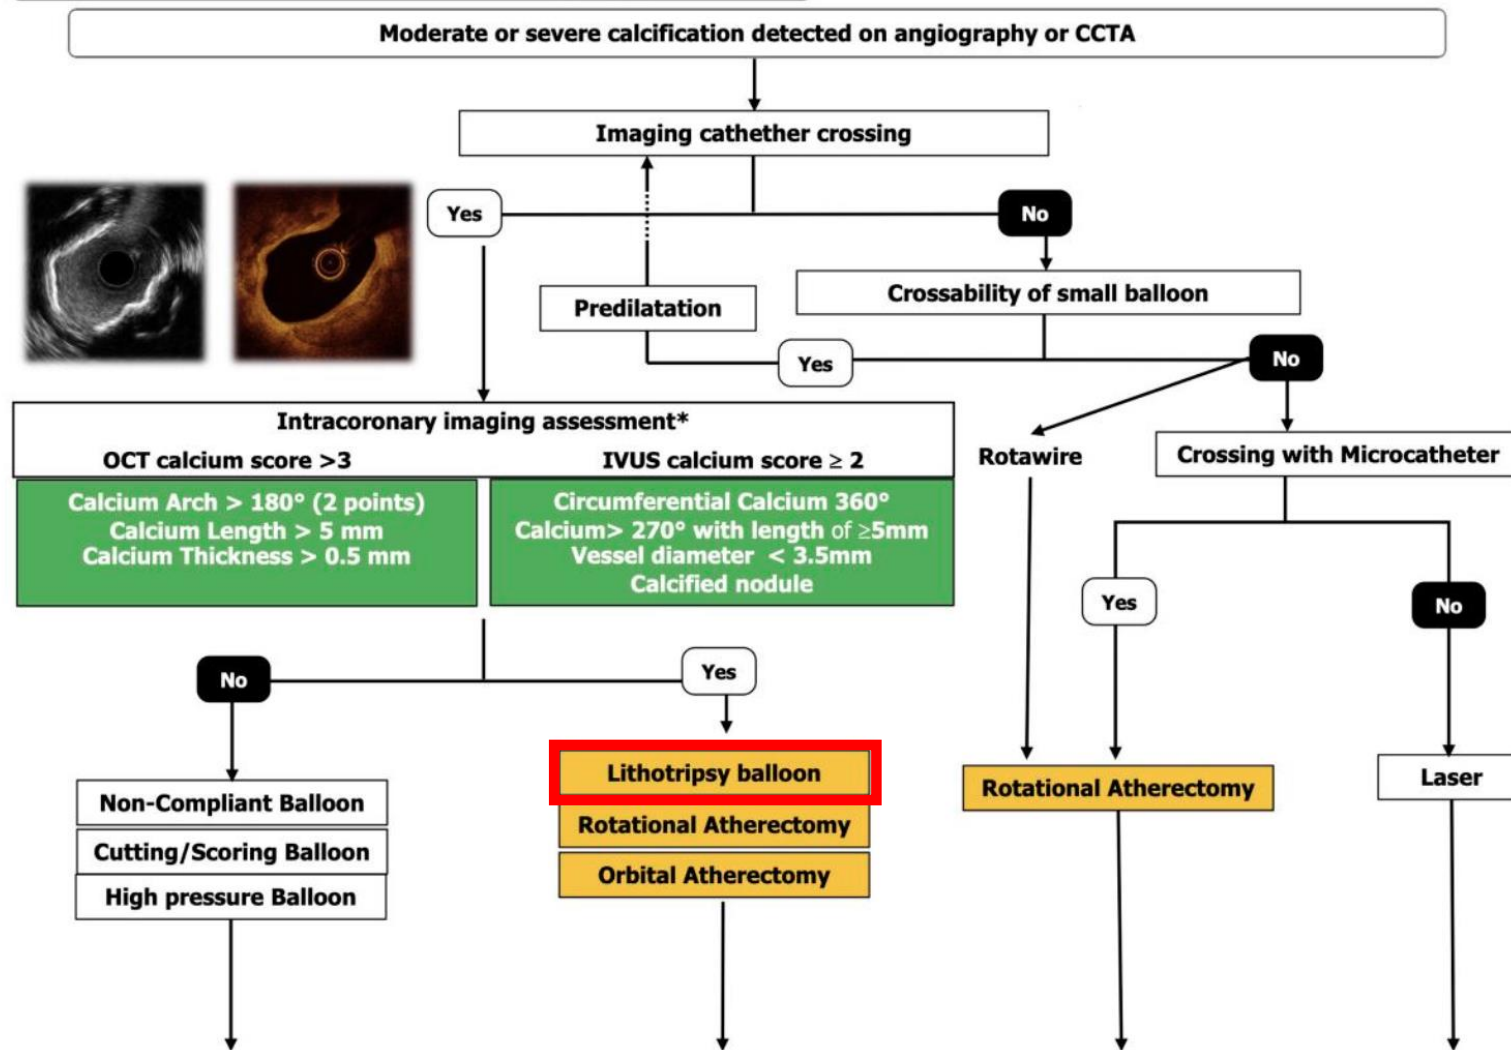 Moderate or severe calcification detected on angiography or CCTA
Imaging cathether crossing
Yes
No
Crossability of small balloon
Predilatation
Yes
No
Intracoronary imaging assessment*
OCT calcium score >3
IVUS calcium score ≥ 2
Calcium Arch > 180° (2 points)
Calcium Length > 5 mm
Calcium Thickness > 0.5 mm
Circumferential Calcium 360°
Calcium> 270° with length of ≥5mm
Vessel diameter < 3.5mm
Calcified nodule
Rotawire
Crossing with Microcatheter
Yes
No
No
Yes
Non-Compliant Balloon
Cutting/Scoring Balloon
High pressure Balloon
Lithotripsy balloon
Rotational Atherectomy
Orbital Atherectomy
Rotational Atherectomy
Laser